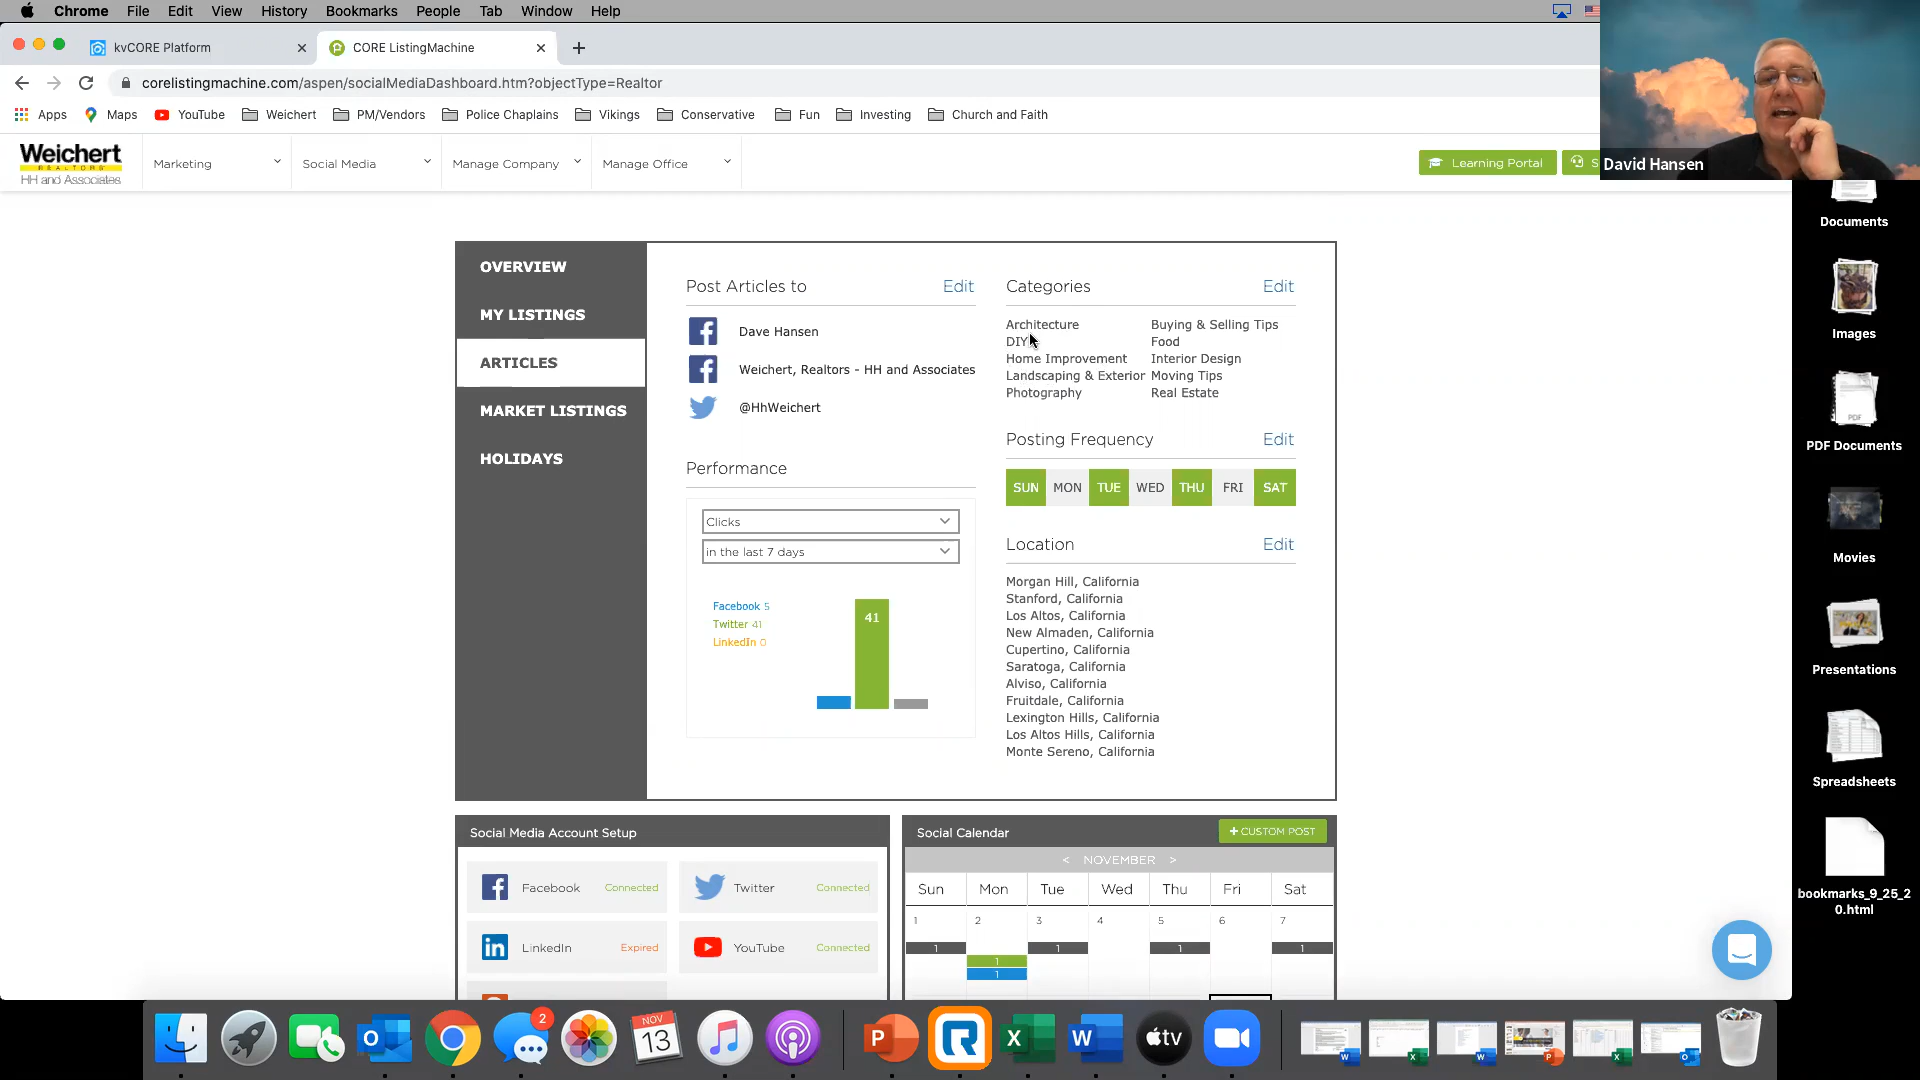 Chrome File Edit View History Bookmarks People Tab Window Help
kvCORE Platform
CORE ListingMachine
corelistingmachine.com/aspen/socialMediaDashboard.htm?objectType=Realtor
Apps Maps YouTube Weichert PM/Vendors Police Chaplains Vikings Conservative Fun Investing Church and Faith
David Hansen
Weichert
REALTORS
HH and Associates
Marketing
Social Media
Manage Company
Manage Office
Learning Portal
S
OVERVIEW
MY LISTINGS
ARTICLES
MARKET LISTINGS
HOLIDAYS
Post Articles to Edit
Dave Hansen
Weichert, Realtors - HH and Associates
@HhWeichert
Performance
Clicks
in the last 7 days
Facebook 5
Twitter 41
LinkedIn 0
41
Categories Edit
Architecture Buying & Selling Tips
DIY Food
Home Improvement Interior Design
Landscaping & Exterior Moving Tips
Photography Real Estate
Posting Frequency Edit
SUN MON TUE WED THU FRI SAT
Location Edit
Morgan Hill, California
Stanford, California
Los Altos, California
New Almaden, California
Cupertino, California
Saratoga, California
Alviso, California
Fruitdale, California
Lexington Hills, California
Los Altos Hills, California
Monte Sereno, California
Social Media Account Setup
Facebook Connected
Twitter Connected
LinkedIn Expired
YouTube Connected
Social Calendar
+ CUSTOM POST
< NOVEMBER >
Sun Mon Tue Wed Thu Fri Sat
1 2 3 4 5 6 7
1 1 1 1
1
1
Documents
Images
PDF
PDF Documents
Movies
Presentations
Spreadsheets
bookmarks_9_25_2
0.html
2
NOV
13
tv